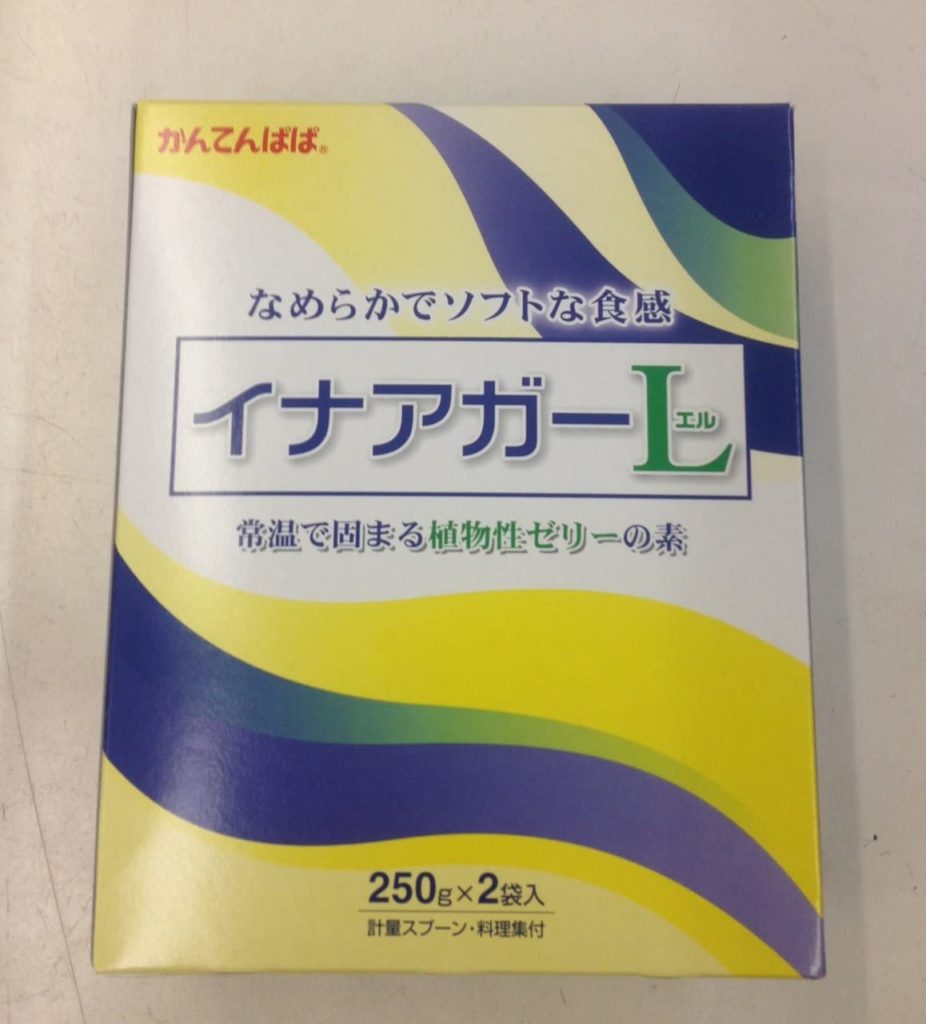 かんてんぱぱ®
なめらかでソフトな食感
イナアガーL
エル
常温で固まる植物性ゼリーの素
250g×2袋入
計量スプーン・料理集付